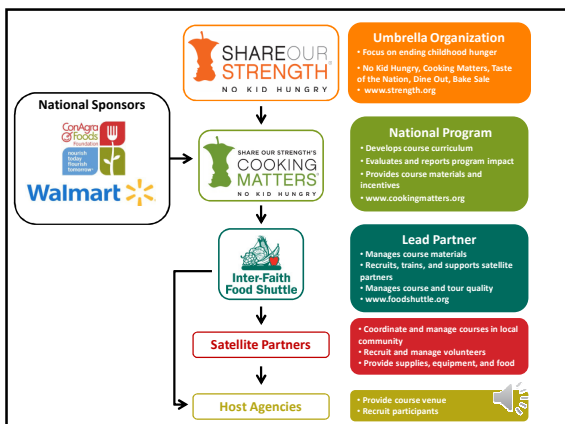 SHAREOUR
STRENGTH®
NO KID HUNGRY
Umbrella Organization
• Focus on ending childhood hunger
• No Kid Hungry, Cooking Matters, Taste
of the Nation, Dine Out, Bake Sale
• www.strength.org
National Sponsors
ConAgra
Foods
Foundation
nourish
today
flourish
tomorrow
Walmart
SHARE OUR STRENGTH'S
COOKING
MATTERS®
NO KID HUNGRY
National Program
• Develops course curriculum
• Evaluates and reports program impact
• Provides course materials and
incentives
• www.cookingmatters.org
Inter-Faith
Food Shuttle
Lead Partner
• Manages course materials
• Recruits, trains, and supports satellite
partners
• Manages course and tour quality
• www.foodshuttle.org
Satellite Partners
• Coordinate and manage courses in local
community
• Recruit and manage volunteers
• Provide supplies, equipment, and food
Host Agencies
• Provide course venue
• Recruit participants